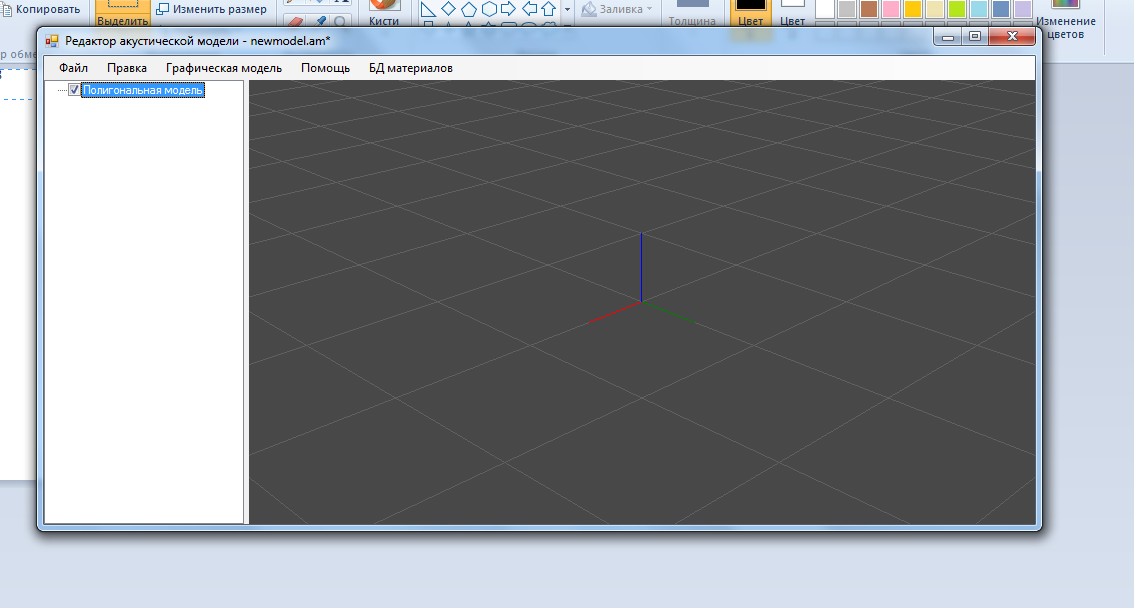 Копировать
Выделить
Изменить размер
Кисти
Заливка
Толщина
Цвет
Цвет
Изменение
цветов
р обме
Редактор акустической модели - newmodel.am*
Файл Правка Графическая модель Помощь БД материалов
Полигональная модель